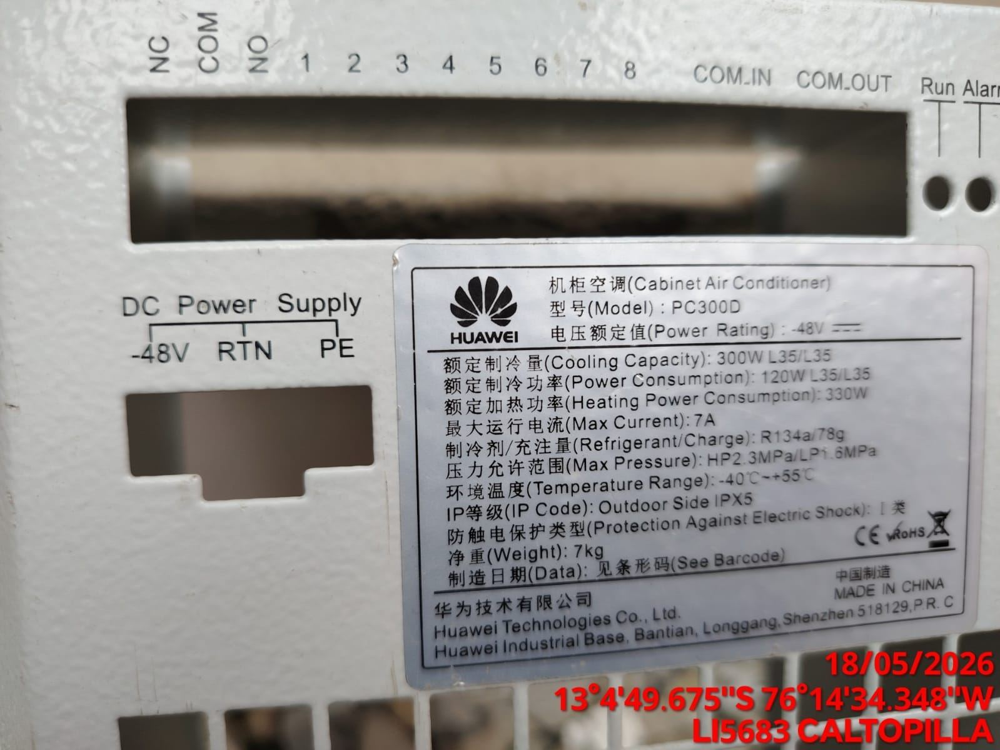 NC COM NO 1 2 3 4 5 6 7 8 COM_IN COM_OUT Run Alarm
DC Power Supply
-48V RTN PE
HUAWEI
机柜空调(Cabinet Air Conditioner)
型号(Model) : PC300D
电压额定值(Power Rating) : -48V ⎓
额定制冷量(Cooling Capacity): 300W L35/L35
额定制冷功率(Power Consumption): 120W L35/L35
额定加热功率(Heating Power Consumption): 330W
最大运行电流(Max Current): 7A
制冷剂/充注量(Refrigerant/Charge): R134a/78g
压力允许范围(Max Pressure): HP2.3MPa/LP1.6MPa
环境温度(Temperature Range): -40℃~+55℃
IP等级(IP Code): Outdoor Side IPX5
防触电保护类型(Protection Against Electric Shock): I 类
净重(Weight): 7kg
制造日期(Data): 见条形码(See Barcode)
CE RoHS
华为技术有限公司
中国制造
MADE IN CHINA
Huawei Technologies Co., Ltd.
Huawei Industrial Base, Bantian, Longgang, Shenzhen 518129,P.R. C
18/05/2026
13°4'49.675"S 76°14'34.348"W
LI5683 CALTOPILLA